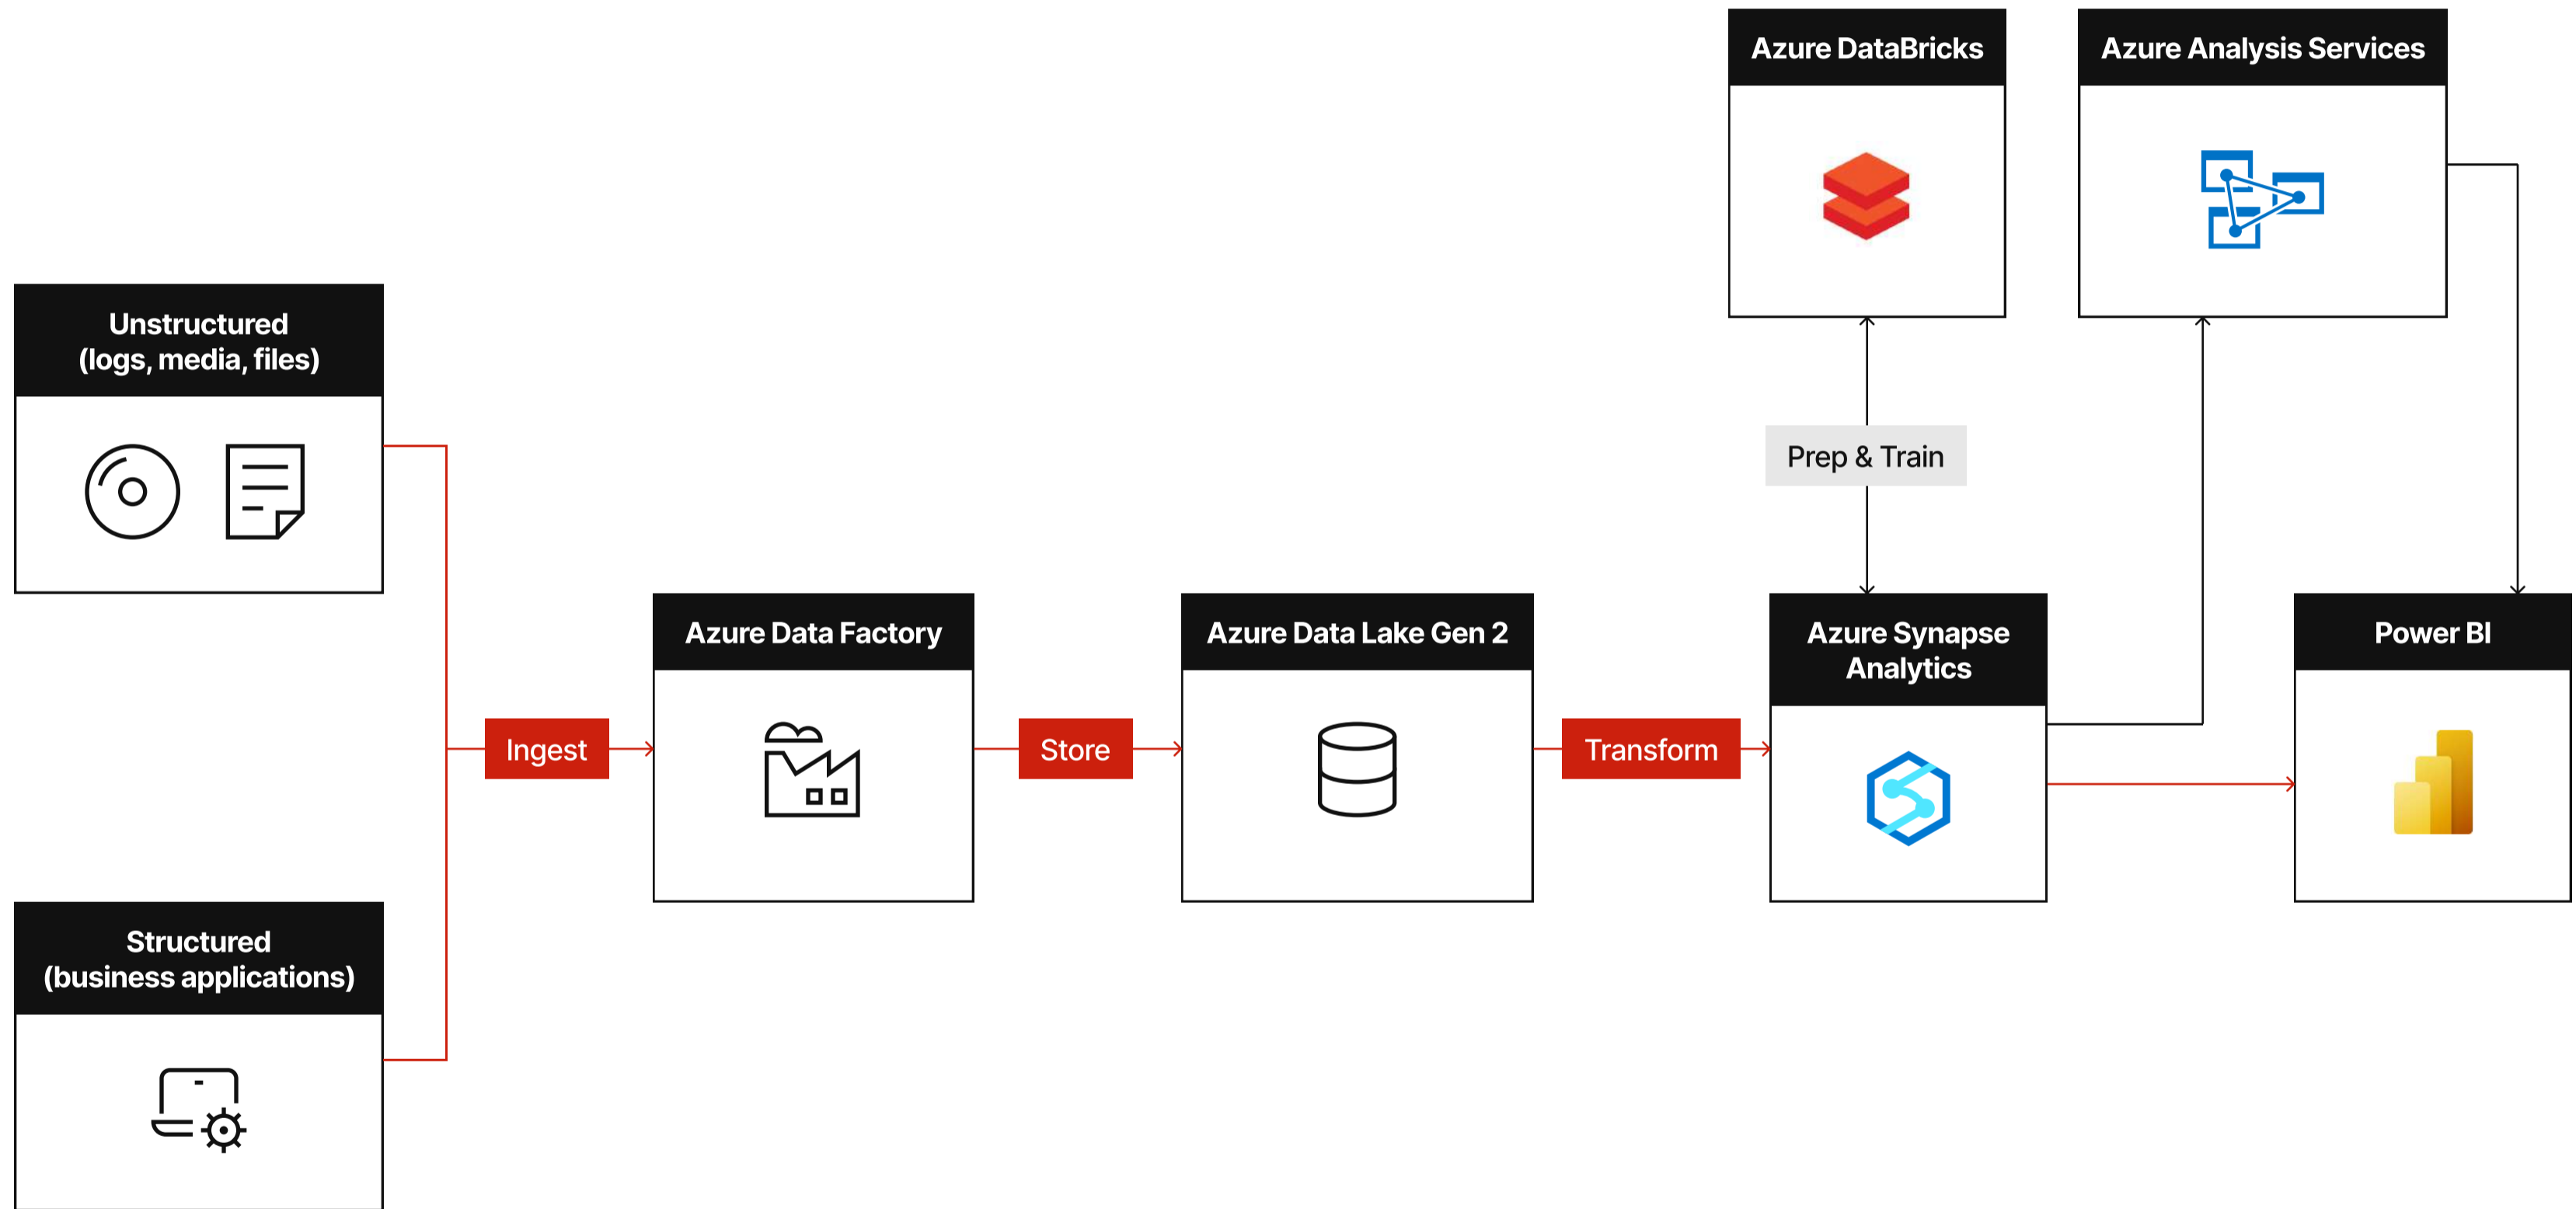 Azure DataBricks
Azure Analysis Services
Unstructured
(logs, media, files)
Prep & Train
Azure Data Factory
Azure Data Lake Gen 2
Azure Synapse
Analytics
Power BI
Ingest
Store
Transform
Structured
(business applications)